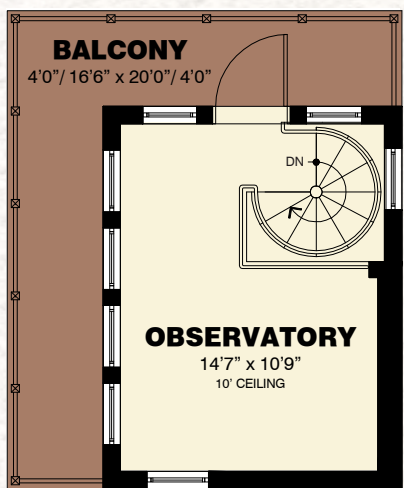 BALCONY
4'0"/ 16'6" x 20'0"/ 4'0"
DN
OBSERVATORY
14'7" x 10'9"
10' CEILING